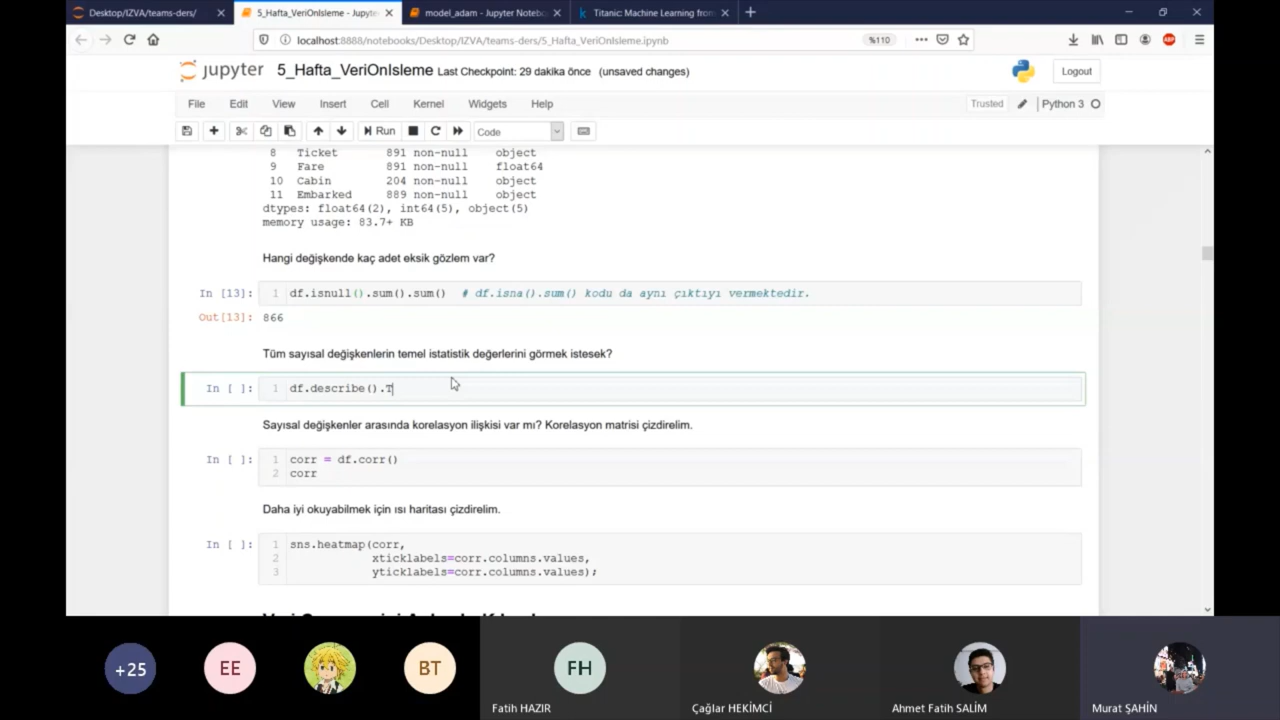 Desktop/IZVA/teams-ders/
5_Hafta_VeriOnIsleme - Jupyte
model_adam - Jupyter Notebo
Titanic: Machine Learning from
localhost:8888/notebooks/Desktop/IZVA/teams-ders/5_Hafta_VeriOnIsleme.ipynb
%110
ABP
jupyter 5_Hafta_VeriOnIsleme Last Checkpoint: 29 dakika önce (unsaved changes)
Logout
File Edit View Insert Cell Kernel Widgets Help
Trusted Python 3
Run Code
8 Ticket 891 non-null object
9 Fare 891 non-null float64
10 Cabin 204 non-null object
11 Embarked 889 non-null object
dtypes: float64(2), int64(5), object(5)
memory usage: 83.7+ KB
Hangi değişkende kaç adet eksik gözlem var?
In [13]: 1 df.isnull().sum().sum() # df.isna().sum() kodu da aynı çıktıyı vermektedir.
Out[13]: 866
Tüm sayısal değişkenlerin temel istatistik değerlerini görmek istesek?
In [ ]: 1 df.describe().T
Sayısal değişkenler arasında korelasyon ilişkisi var mı? Korelasyon matrisi çizdirelim.
In [ ]: 1 corr = df.corr()
2 corr
Daha iyi okuyabilmek için ısı haritası çizdirelim.
In [ ]: 1 sns.heatmap(corr,
2 xticklabels=corr.columns.values,
3 yticklabels=corr.columns.values);
+25
EE
BT
FH
Fatih HAZIR
Çağlar HEKİMCİ
Ahmet Fatih SALİM
Murat ŞAHİN